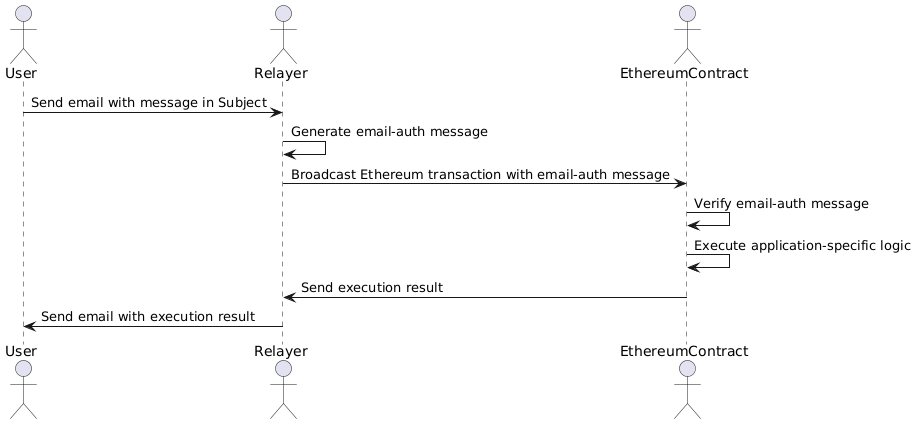 User
Relayer
EthereumContract
Send email with message in Subject
Generate email-auth message
Broadcast Ethereum transaction with email-auth message
Verify email-auth message
Execute application-specific logic
Send execution result
Send email with execution result
User
Relayer
EthereumContract